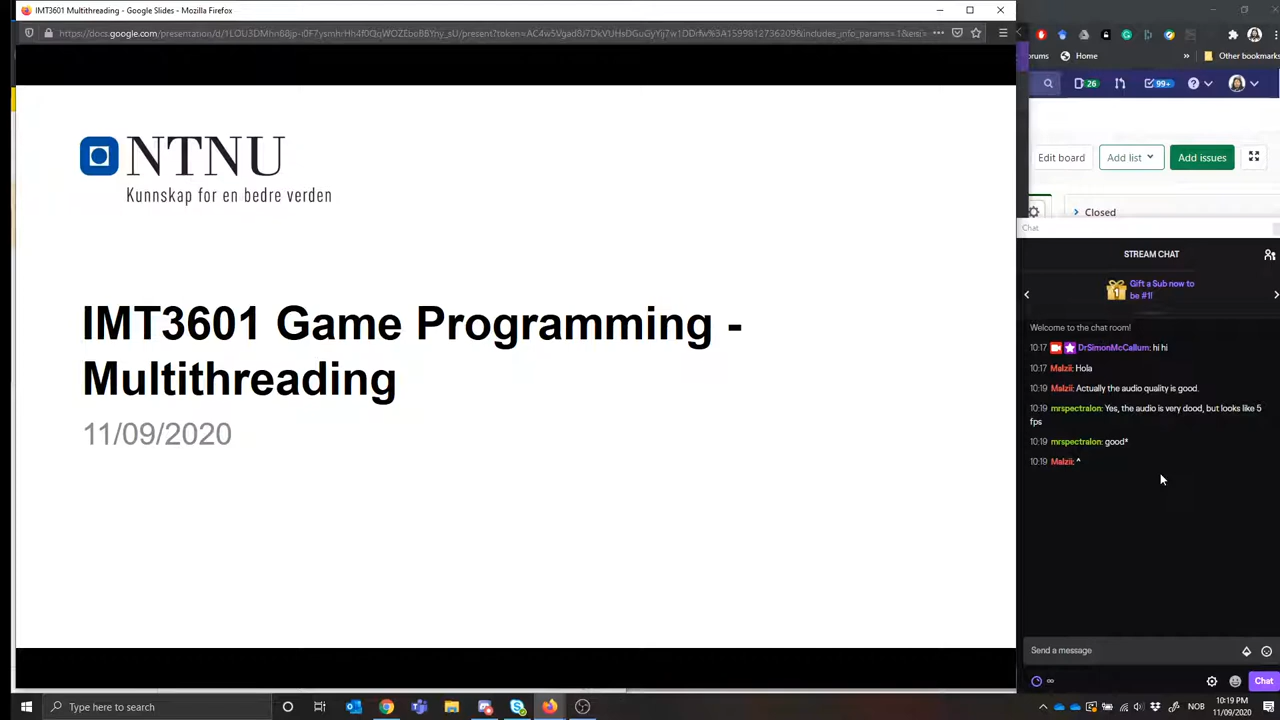 IMT3601 Multithreading - Google Slides - Mozilla Firefox
NTNU
Kunnskap for en bedre verden
IMT3601 Game Programming -
Multithreading
11/09/2020
orums
Home
Other bookmarks
26
99+
Edit board
Add list
Add issues
Closed
Chat
STREAM CHAT
Gift a Sub now to
be #1!
Welcome to the chat room!
10:17 DrSimonMcCallum: hi hi
10:17 Malzii: Hola
10:19 Malzii: Actually the audio quality is good.
10:19 mrspectralon: Yes, the audio is very dood, but looks like 5
fps
10:19 mrspectralon: good*
10:19 Malzii: ^
Send a message
∞
Chat
Type here to search
NOB
10:19 PM
11/09/2020